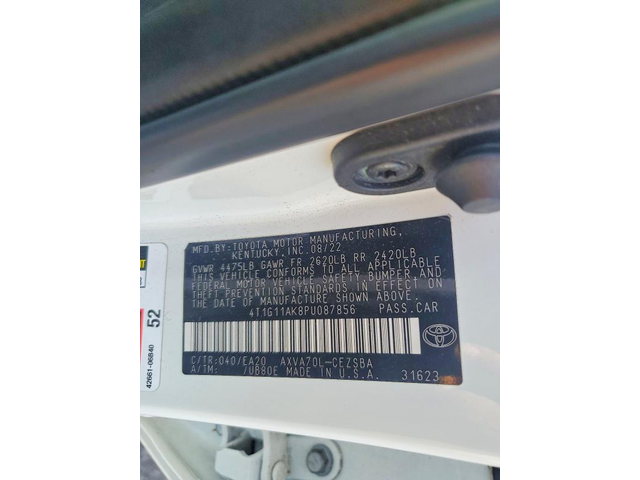 MFD. BY: TOYOTA MOTOR MANUFACTURING,
KENTUCKY, INC. 08/22
GVWR 4475LB GAWR FR 2620LB RR 2420LB
THIS VEHICLE CONFORMS TO ALL APPLICABLE
FEDERAL MOTOR VEHICLE SAFETY, BUMPER, AND
THEFT PREVENTION STANDARDS IN EFFECT ON
THE DATE OF MANUFACTURE SHOWN ABOVE.
4T1G11AK8PU087856 PASS. CAR
C/TR: 040/EA20 AXVA70L-CEZSBA
A/TM: /UB80E MADE IN U.S.A. 31623
52
42661-06B40